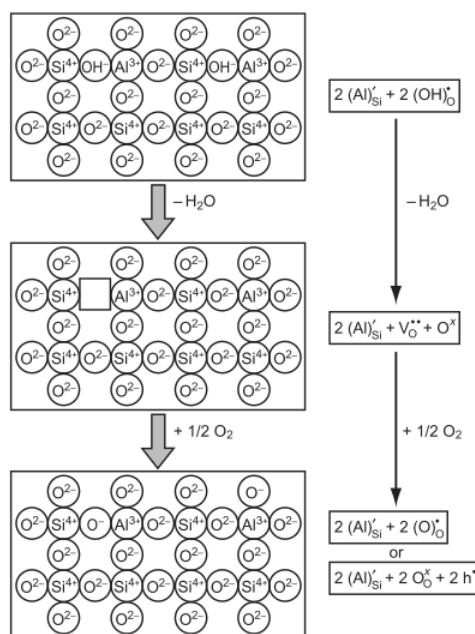 O²⁻ O²⁻ O²⁻ O²⁻
O²⁻ Si⁴⁺ OH⁻ Al³⁺ O²⁻ Si⁴⁺ OH⁻ Al³⁺ O²⁻
O²⁻ O²⁻ O²⁻ O²⁻
O²⁻ Si⁴⁺ O²⁻ Si⁴⁺ O²⁻ Si⁴⁺ O²⁻ Si⁴⁺ O²⁻
O²⁻ O²⁻ O²⁻ O²⁻
2 (Al)′Si + 2 (OH)•O
– H₂O
– H₂O
O²⁻ O²⁻ O²⁻ O²⁻
O²⁻ Si⁴⁺ Al³⁺ O²⁻ Si⁴⁺ O²⁻ Al³⁺ O²⁻
O²⁻ O²⁻ O²⁻ O²⁻
O²⁻ Si⁴⁺ O²⁻ Si⁴⁺ O²⁻ Si⁴⁺ O²⁻ Si⁴⁺ O²⁻
O²⁻ O²⁻ O²⁻ O²⁻
2 (Al)′Si + V••O + Oˣ
+ 1/2 O₂
+ 1/2 O₂
O²⁻ O²⁻ O²⁻ O⁻
O²⁻ Si⁴⁺ O⁻ Al³⁺ O²⁻ Si⁴⁺ O²⁻ Al³⁺ O²⁻
O²⁻ O²⁻ O²⁻ O²⁻
O²⁻ Si⁴⁺ O²⁻ Si⁴⁺ O²⁻ Si⁴⁺ O²⁻ Si⁴⁺ O²⁻
O²⁻ O²⁻ O²⁻ O²⁻
2 (Al)′Si + 2 (O)•O
or
2 (Al)′Si + 2 OˣO + 2 h•